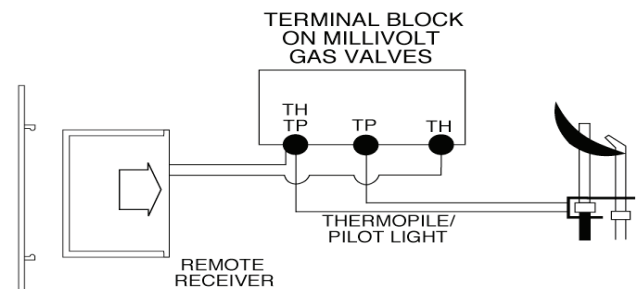 TERMINAL BLOCK
ON MILLIVOLT
GAS VALVES
TH
TP
TP
TH
THERMOPILE/
PILOT LIGHT
REMOTE
RECEIVER